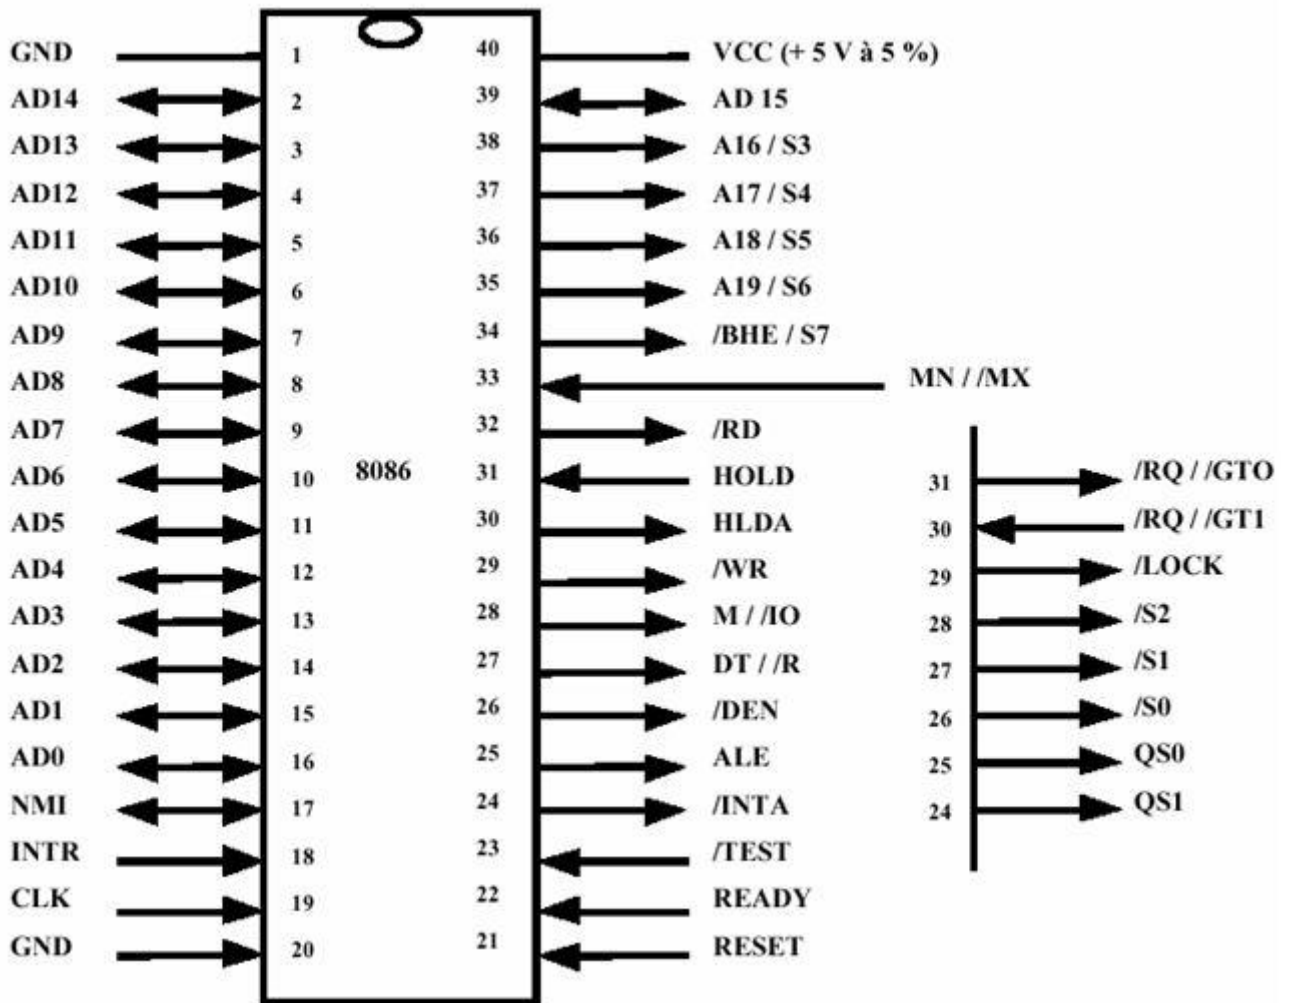 GND 1 40 VCC (+ 5 V à 5 %)
AD14 2 39 AD 15
AD13 3 38 A16 / S3
AD12 4 37 A17 / S4
AD11 5 36 A18 / S5
AD10 6 35 A19 / S6
AD9 7 34 /BHE / S7
AD8 8 33 MN / /MX
AD7 9 32 /RD
AD6 10 8086 31 HOLD 31 /RQ / /GTO
AD5 11 30 HLDA 30 /RQ / /GT1
AD4 12 29 /WR 29 /LOCK
AD3 13 28 M / /IO 28 /S2
AD2 14 27 DT / /R 27 /S1
AD1 15 26 /DEN 26 /S0
AD0 16 25 ALE 25 QS0
NMI 17 24 /INTA 24 QS1
INTR 18 23 /TEST
CLK 19 22 READY
GND 20 21 RESET